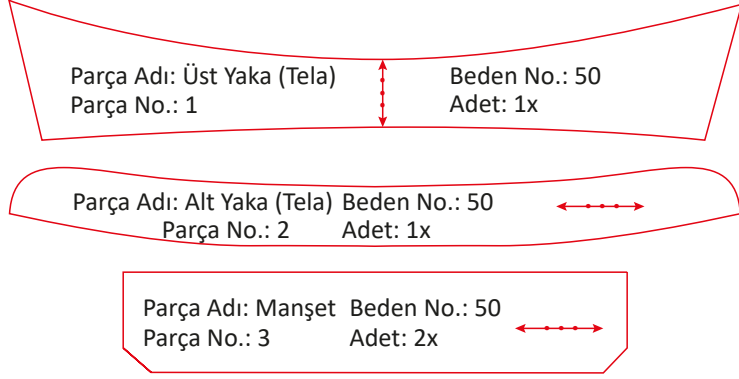 Parça Adı: Üst Yaka (Tela) Beden No.: 50
Parça No.: 1 Adet: 1x
Parça Adı: Alt Yaka (Tela) Beden No.: 50
Parça No.: 2 Adet: 1x
Parça Adı: Manşet Beden No.: 50
Parça No.: 3 Adet: 2x